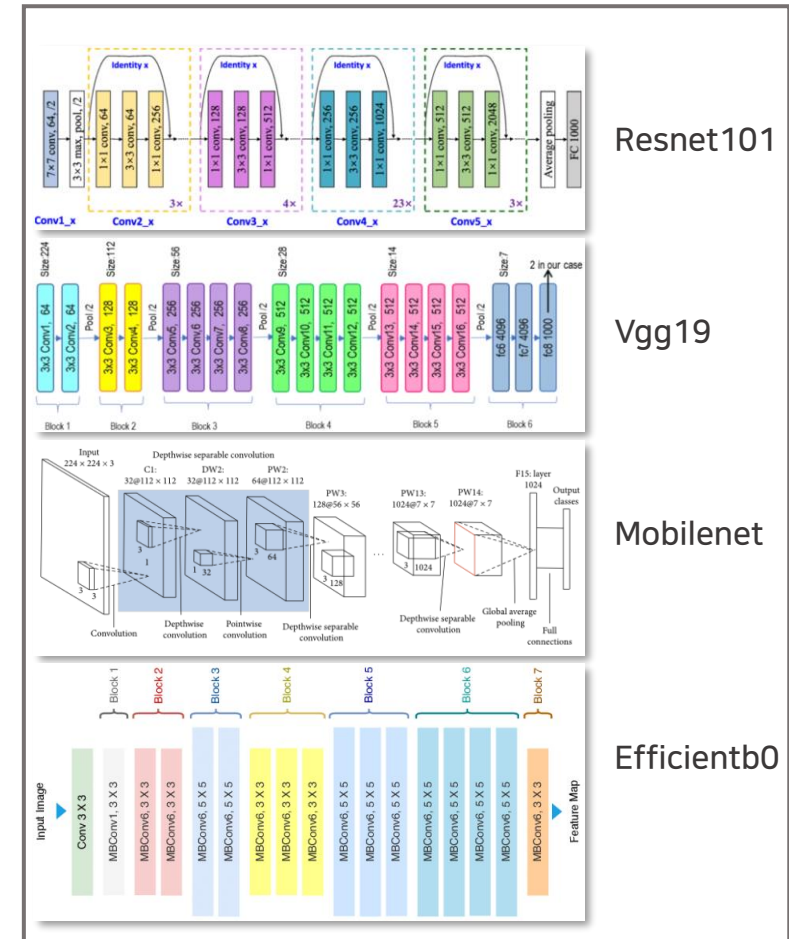 Identity x
Identity x
Identity x
Identity x
7×7 conv, 64, /2
3×3 max, pool, /2
1×1 conv, 64
3×3 conv, 64
1×1 conv, 256
1×1 conv, 128
3×3 conv, 128
1×1 conv, 512
1×1 conv, 256
3×3 conv, 256
1×1 conv, 1024
1×1 conv, 512
3×3 conv, 512
1×1 conv, 2048
Average pooling
FC 1000
3×
4×
23×
3×
Conv1_x
Conv2_x
Conv3_x
Conv4_x
Conv5_x
Resnet101
Size:224
Size:112
Size:56
Size:28
Size:14
Size:7
2 in our case
3x3 Conv1, 64
3x3 Conv2, 64
Pool /2
3x3 Conv3, 128
3x3 Conv4, 128
Pool /2
3x3 Conv5, 256
3x3 Conv,6 256
3x3 Conv7, 256
3x3 Conv8, 256
Pool /2
3x3 Conv9, 512
3x3 Conv10, 512
3x3 Conv11, 512
3x3 Conv12, 512
Pool /2
3x3 Conv13, 512
3x3 Conv14, 512
3x3 Conv15, 512
3x3 Conv16, 512
Pool /2
fc6 4096
fc7 4096
fc8 1000
Block 1
Block 2
Block 3
Block 4
Block 5
Block 6
Vgg19
Input
224 × 224 × 3
Depthwise separable convolution
C1:
32@112 × 112
DW2:
32@112 × 112
PW2:
64@112 × 112
PW3:
128@56 × 56
PW13:
1024@7 × 7
PW14:
1024@7 × 7
F15: layer
1024
Output
classes
3
3
3
1
1
32
3
64
3
128
...
3
1024
Convolution
Depthwise
convolution
Pointwise
convolution
Depthwise separable
convolution
Depthwise separable
convolution
Global average
pooling
Full
connections
Mobilenet
Block 1
Block 2
Block 3
Block 4
Block 5
Block 6
Block 7
Input Image
Conv 3 X 3
MBConv1, 3 X 3
MBConv6, 3 X 3
MBConv6, 3 X 3
MBConv6, 5 X 5
MBConv6, 5 X 5
MBConv6, 3 X 3
MBConv6, 3 X 3
MBConv6, 3 X 3
MBConv6, 5 X 5
MBConv6, 5 X 5
MBConv6, 5 X 5
MBConv6, 5 X 5
MBConv6, 5 X 5
MBConv6, 5 X 5
MBConv6, 5 X 5
MBConv6, 3 X 3
Feature Map
Efficientb0